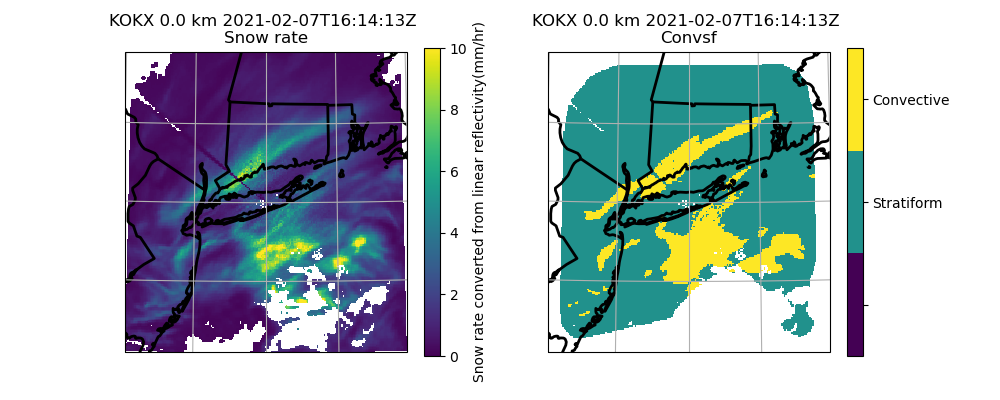 KOKX 0.0 km 2021-02-07T16:14:13Z
Snow rate
10
8
6
4
2
0
Snow rate converted from linear reflectivity(mm/hr)
KOKX 0.0 km 2021-02-07T16:14:13Z
Convsf
Convective
Stratiform